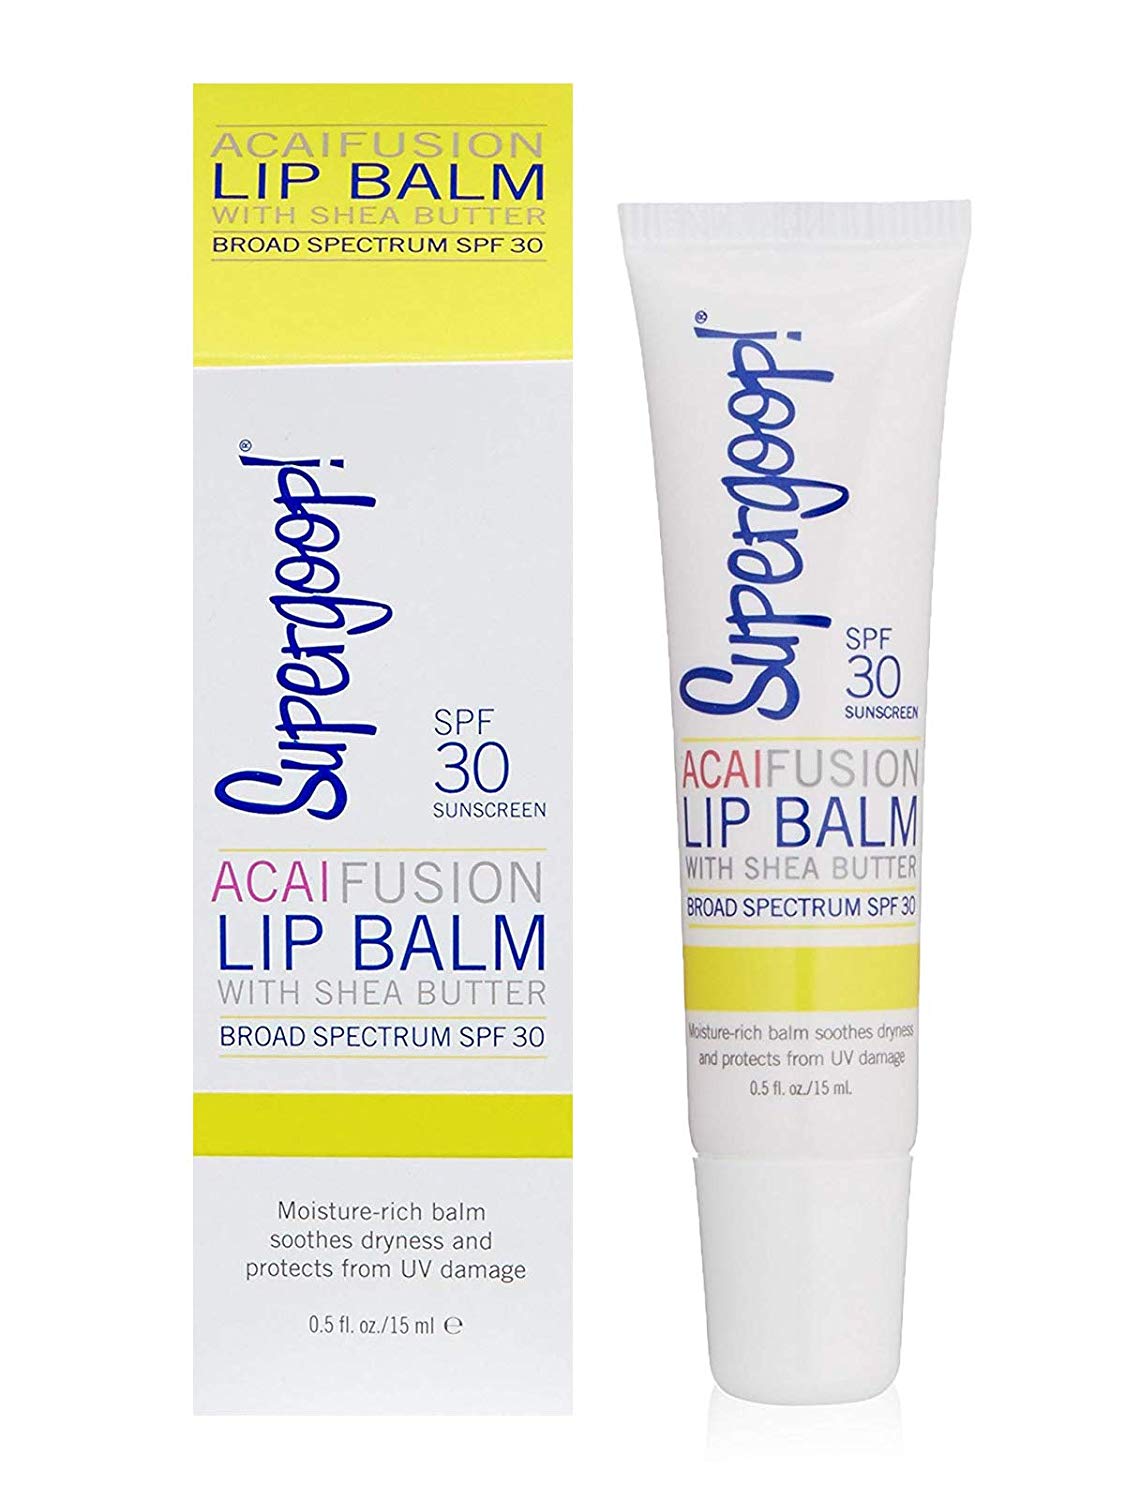 ACAIFUSION
LIP BALM
WITH SHEA BUTTER
BROAD SPECTRUM SPF 30
Supergoop!®
SPF
30
SUNSCREEN
ACAIFUSION
LIP BALM
WITH SHEA BUTTER
BROAD SPECTRUM SPF 30
Moisture-rich balm
soothes dryness and
protects from UV damage
0.5 fl. oz./15 ml ℮
Supergoop!®
SPF
30
SUNSCREEN
ACAIFUSION
LIP BALM
WITH SHEA BUTTER
BROAD SPECTRUM SPF 30
Moisture-rich balm soothes dryness
and protects from UV damage
0.5 fl. oz./15 ml.